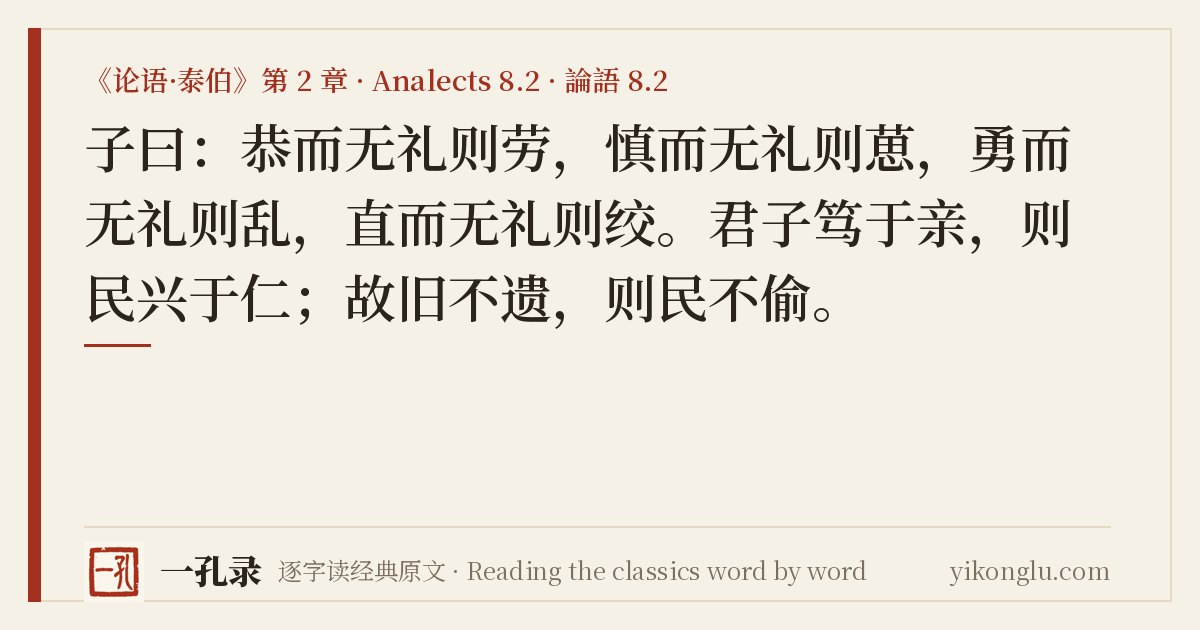 《论语·泰伯》第 2 章 · Analects 8.2 · 論語 8.2
子曰：恭而无礼则劳，慎而无礼则葸，勇而
无礼则乱，直而无礼则绞。君子笃于亲，则
民兴于仁；故旧不遗，则民不偷。
一孔
一孔录 逐字读经典原文 · Reading the classics word by word yikonglu.com